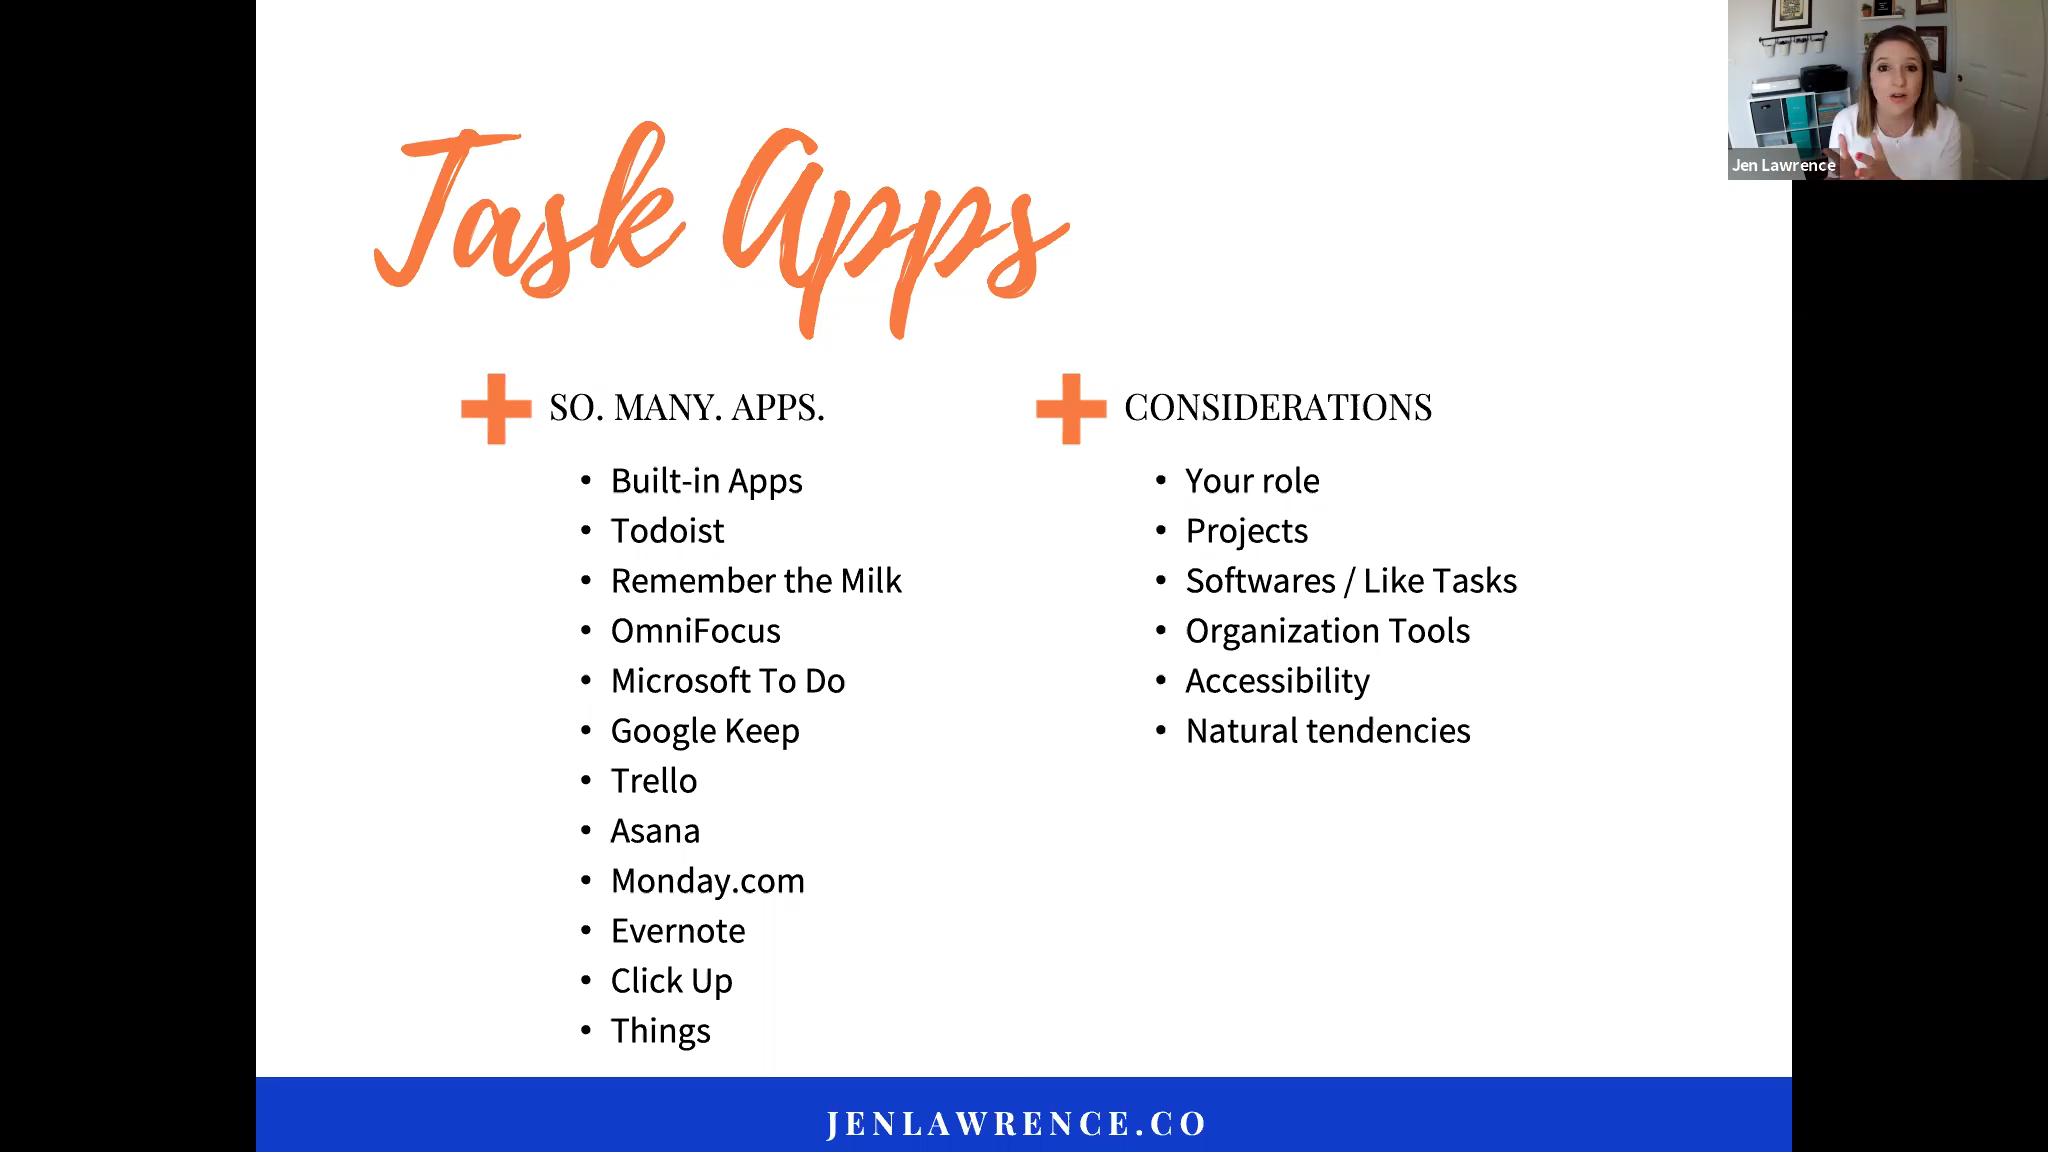 Task Apps
SO. MANY. APPS.
• Built-in Apps
• Todoist
• Remember the Milk
• OmniFocus
• Microsoft To Do
• Google Keep
• Trello
• Asana
• Monday.com
• Evernote
• Click Up
• Things
CONSIDERATIONS
• Your role
• Projects
• Softwares / Like Tasks
• Organization Tools
• Accessibility
• Natural tendencies
JENLAWRENCE.CO
Jen Lawrence